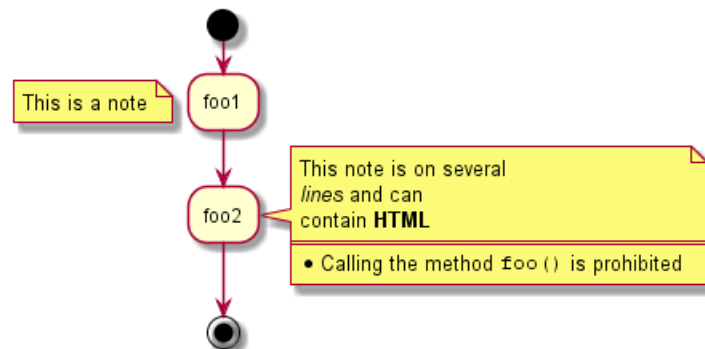 This is a note
foo1
foo2
This note is on several
lines and can
contain HTML
• Calling the method foo() is prohibited